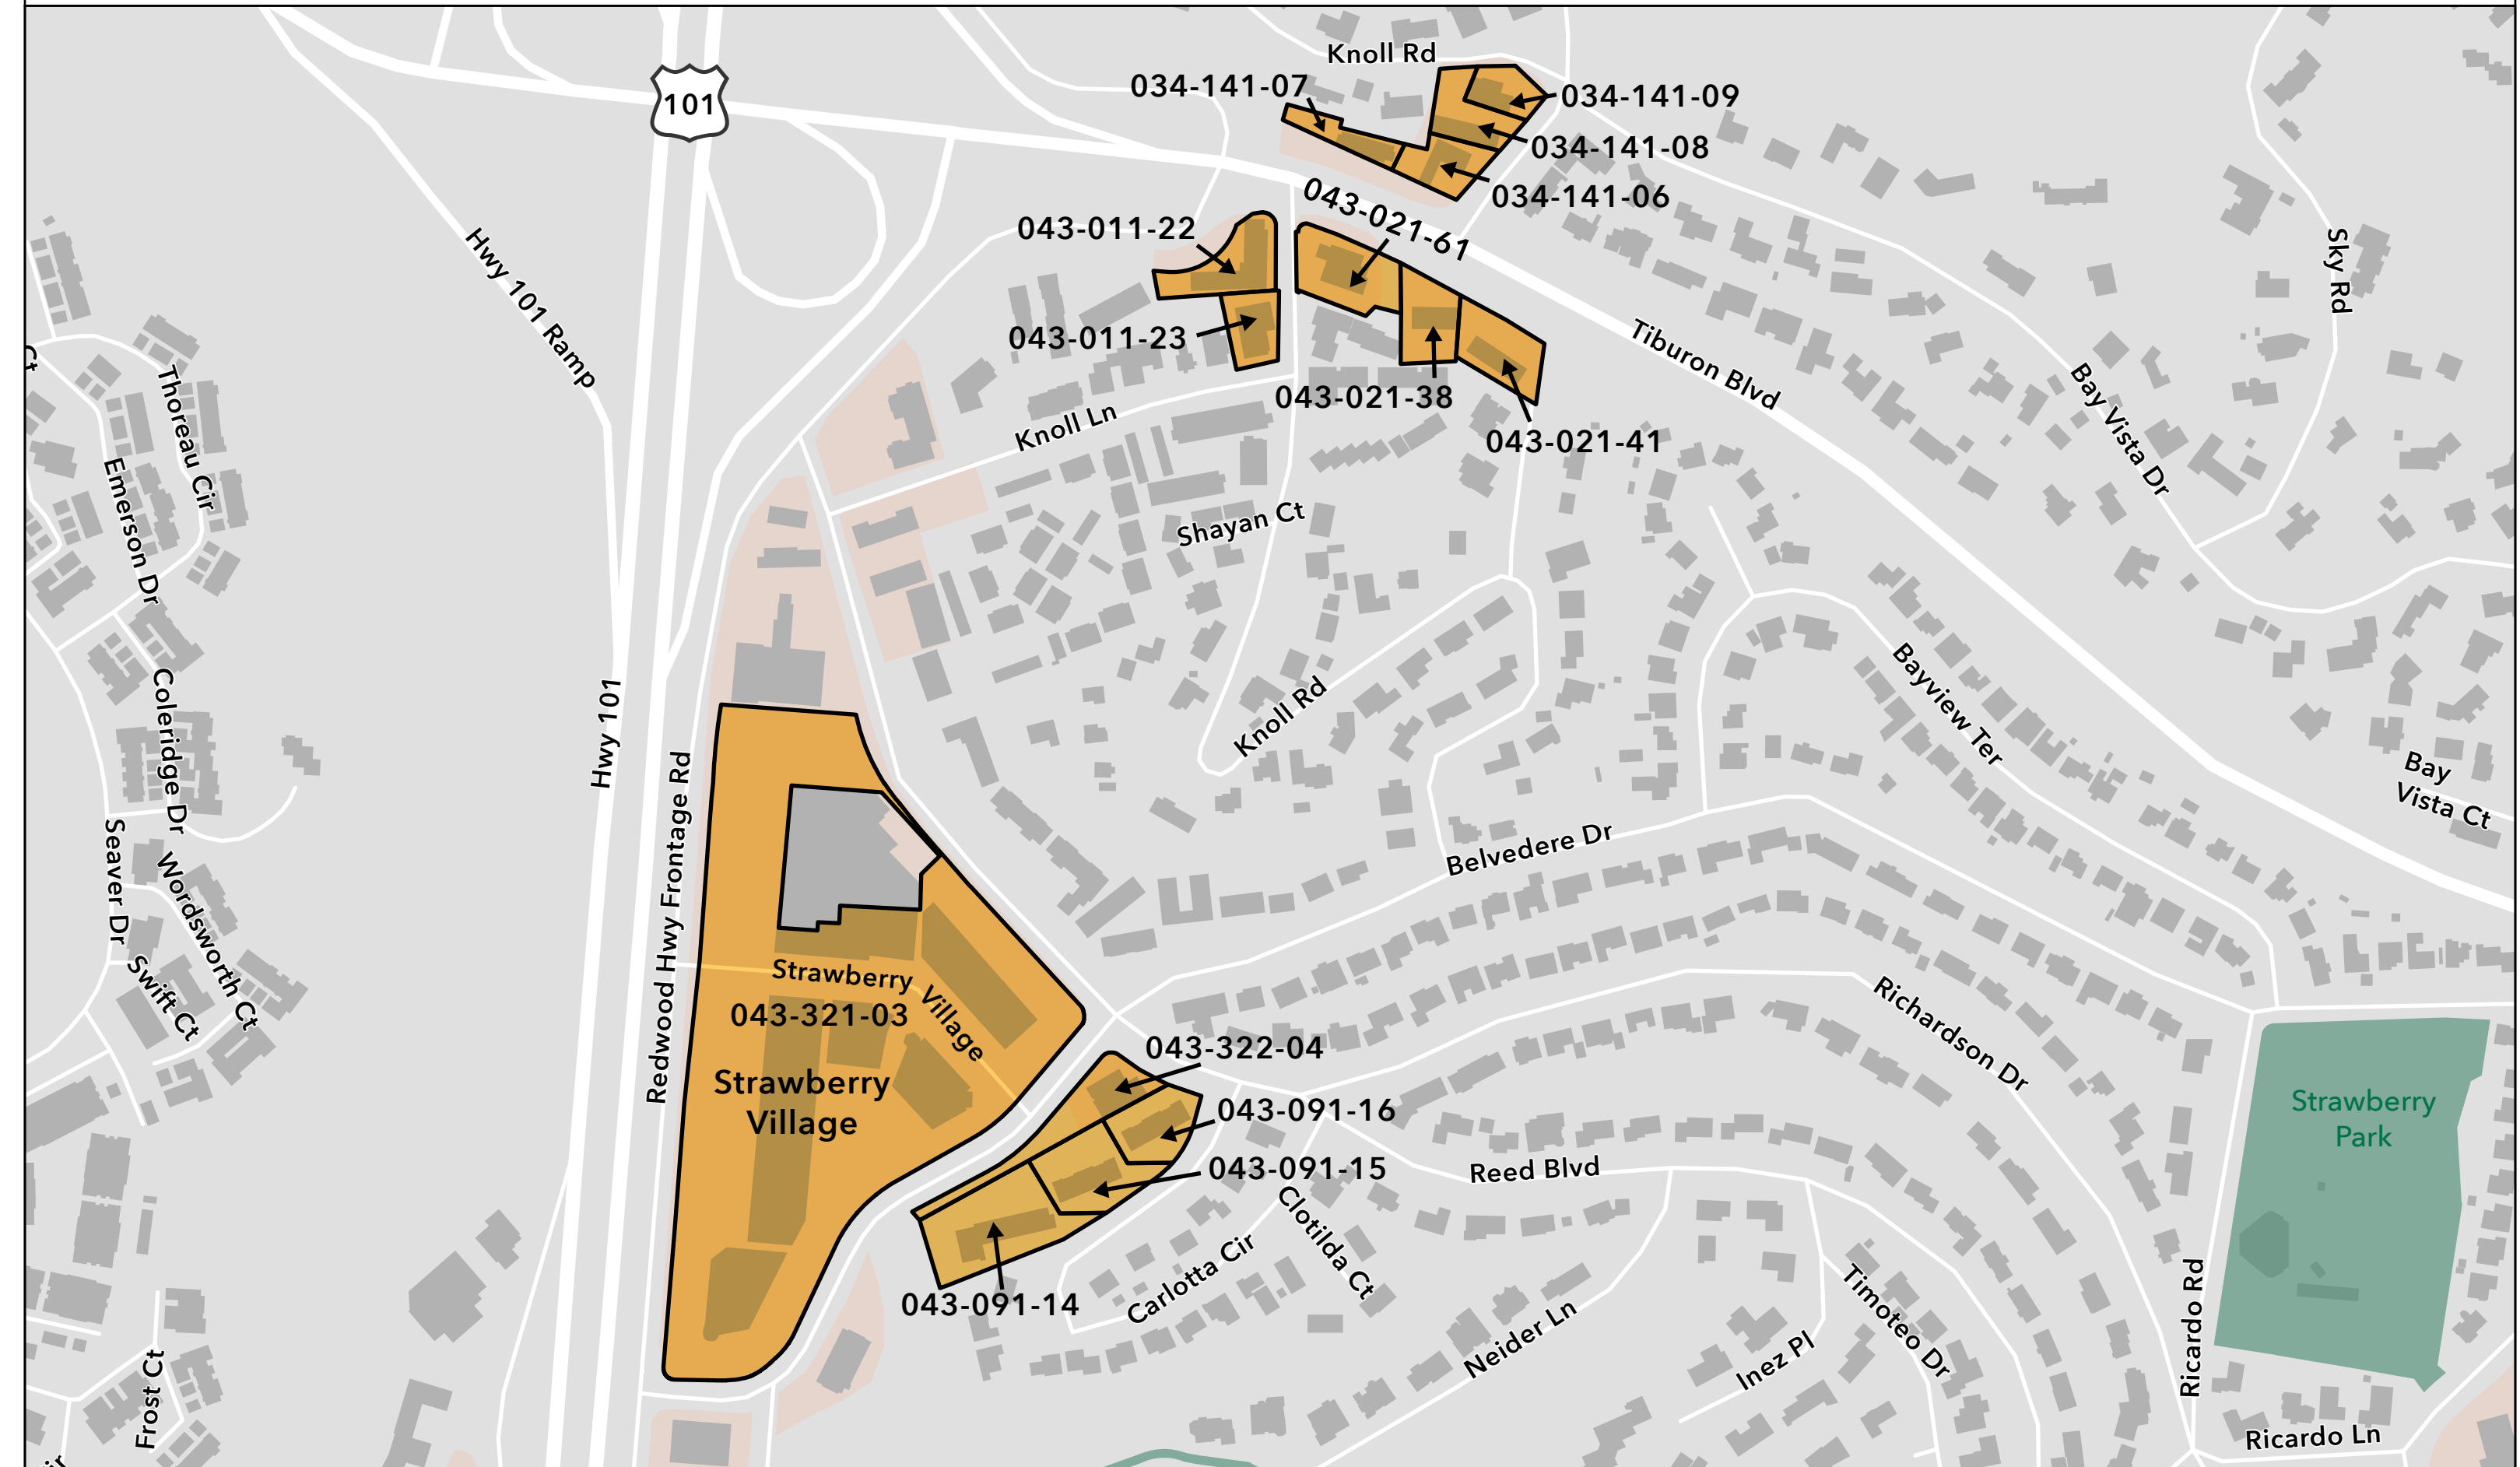 Knoll Rd
101
034-141-07
034-141-09
034-141-08
034-141-06
043-021-61
043-011-22
043-011-23
043-021-38
043-021-41
Hwy 101 Ramp
Tiburon Blvd
Sky Rd
Bay Vista Dr
Ct
Thoreau Cir
Emerson Dr
Knoll Ln
Shayan Ct
Knoll Rd
Bayview Ter
Bay
Vista Ct
Coleridge Dr
Hwy 101
Redwood Hwy Frontage Rd
Seaver Dr
Wordsworth Ct
Swift Ct
Belvedere Dr
Richardson Dr
Strawberry Village
043-321-03
Strawberry
Village
043-322-04
043-091-16
043-091-15
043-091-14
Strawberry
Park
Reed Blvd
Clotilda Ct
Carlotta Cir
Neider Ln
Inez Pl
Timoteo Dr
Ricardo Rd
Ricardo Ln
Frost Ct